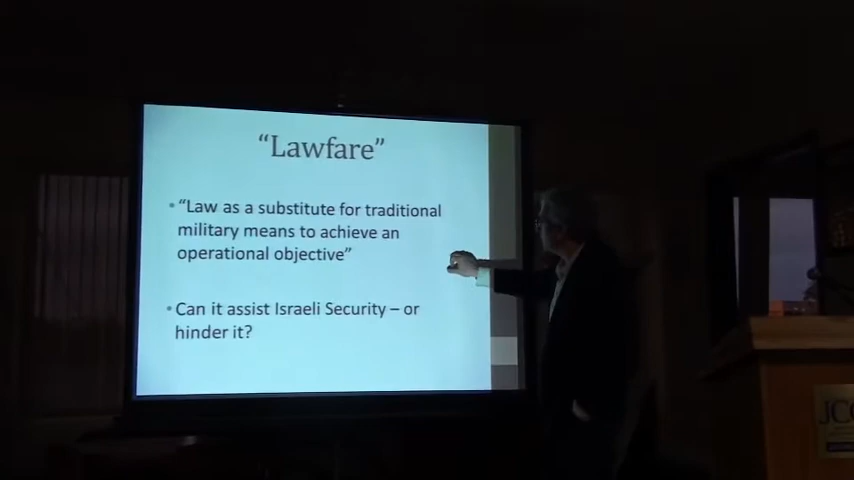 “Lawfare”
• “Law as a substitute for traditional
military means to achieve an
operational objective”
• Can it assist Israeli Security – or
hinder it?